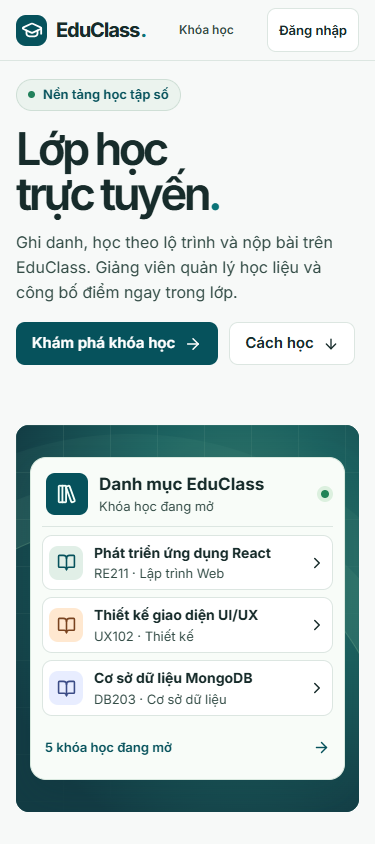 EduClass.
Khóa học
Đăng nhập
Nền tảng học tập số
Lớp học
trực tuyến.
Ghi danh, học theo lộ trình và nộp bài trên
EduClass. Giảng viên quản lý học liệu và
công bố điểm ngay trong lớp.
Khám phá khóa học
Cách học
Danh mục EduClass
Khóa học đang mở
Phát triển ứng dụng React
RE211 · Lập trình Web
Thiết kế giao diện UI/UX
UX102 · Thiết kế
Cơ sở dữ liệu MongoDB
DB203 · Cơ sở dữ liệu
5 khóa học đang mở